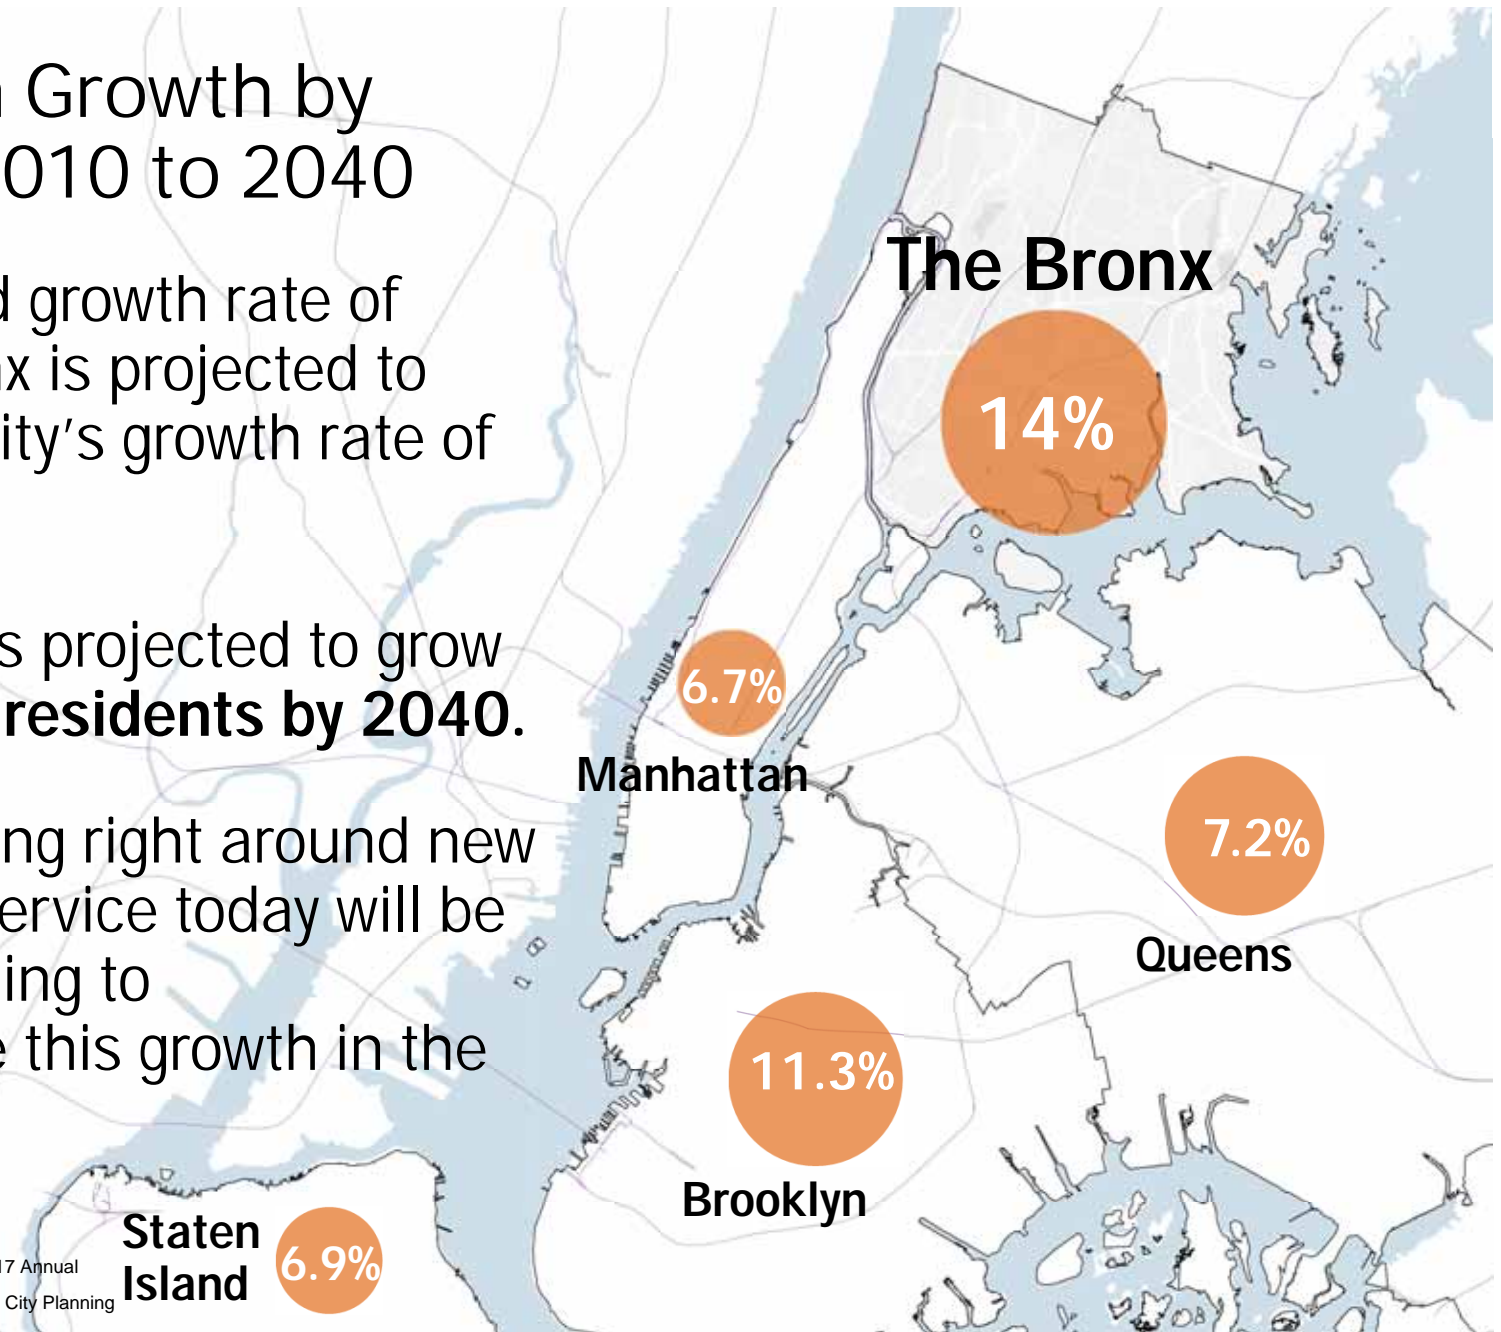 Growth by
010 to 2040
growth rate of
is projected to
ity's growth rate of
s projected to grow
residents by 2040.
ng right around new
ervice today will be
ing to
this growth in the
The Bronx
14%
6.7%
Manhattan
7.2%
Queens
11.3%
Brooklyn
Staten
Island
6.9%
17 Annual
City Planning